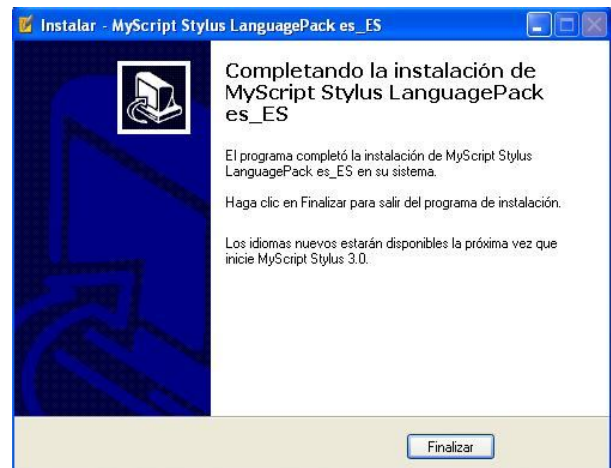 Instalar - MyScript Stylus LanguagePack es_ES
Completando la instalación de
MyScript Stylus LanguagePack
es_ES
El programa completó la instalación de MyScript Stylus
LanguagePack es_ES en su sistema.
Haga clic en Finalizar para salir del programa de instalación.
Los idiomas nuevos estarán disponibles la próxima vez que
inicie MyScript Stylus 3.0.
Finalizar